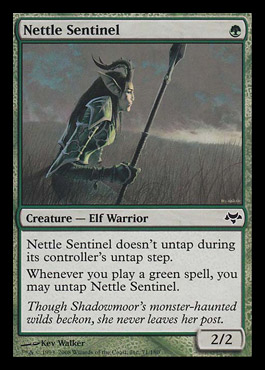 Nettle Sentinel
Creature — Elf Warrior
Nettle Sentinel doesn't untap during
its controller's untap step.
Whenever you play a green spell, you
may untap Nettle Sentinel.
Though Shadowmoor's monster-haunted
wilds beckon, she never leaves her post.
Kev Walker
2/2